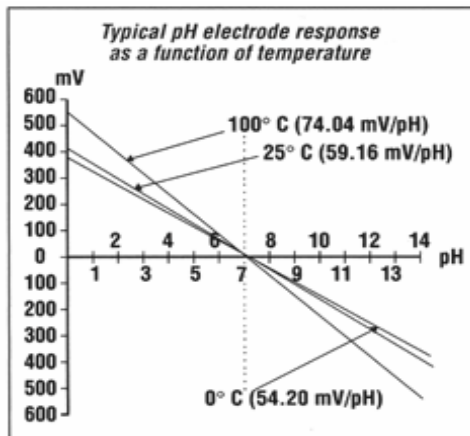 Typical pH electrode response
as a function of temperature
mV
600
500
400
300
200
100
0
100
200
300
400
500
600
100° C (74.04 mV/pH)
25° C (59.16 mV/pH)
2 4 6 8 10 12 14
1 3 5 7 9 11 13
pH
0° C (54.20 mV/pH)